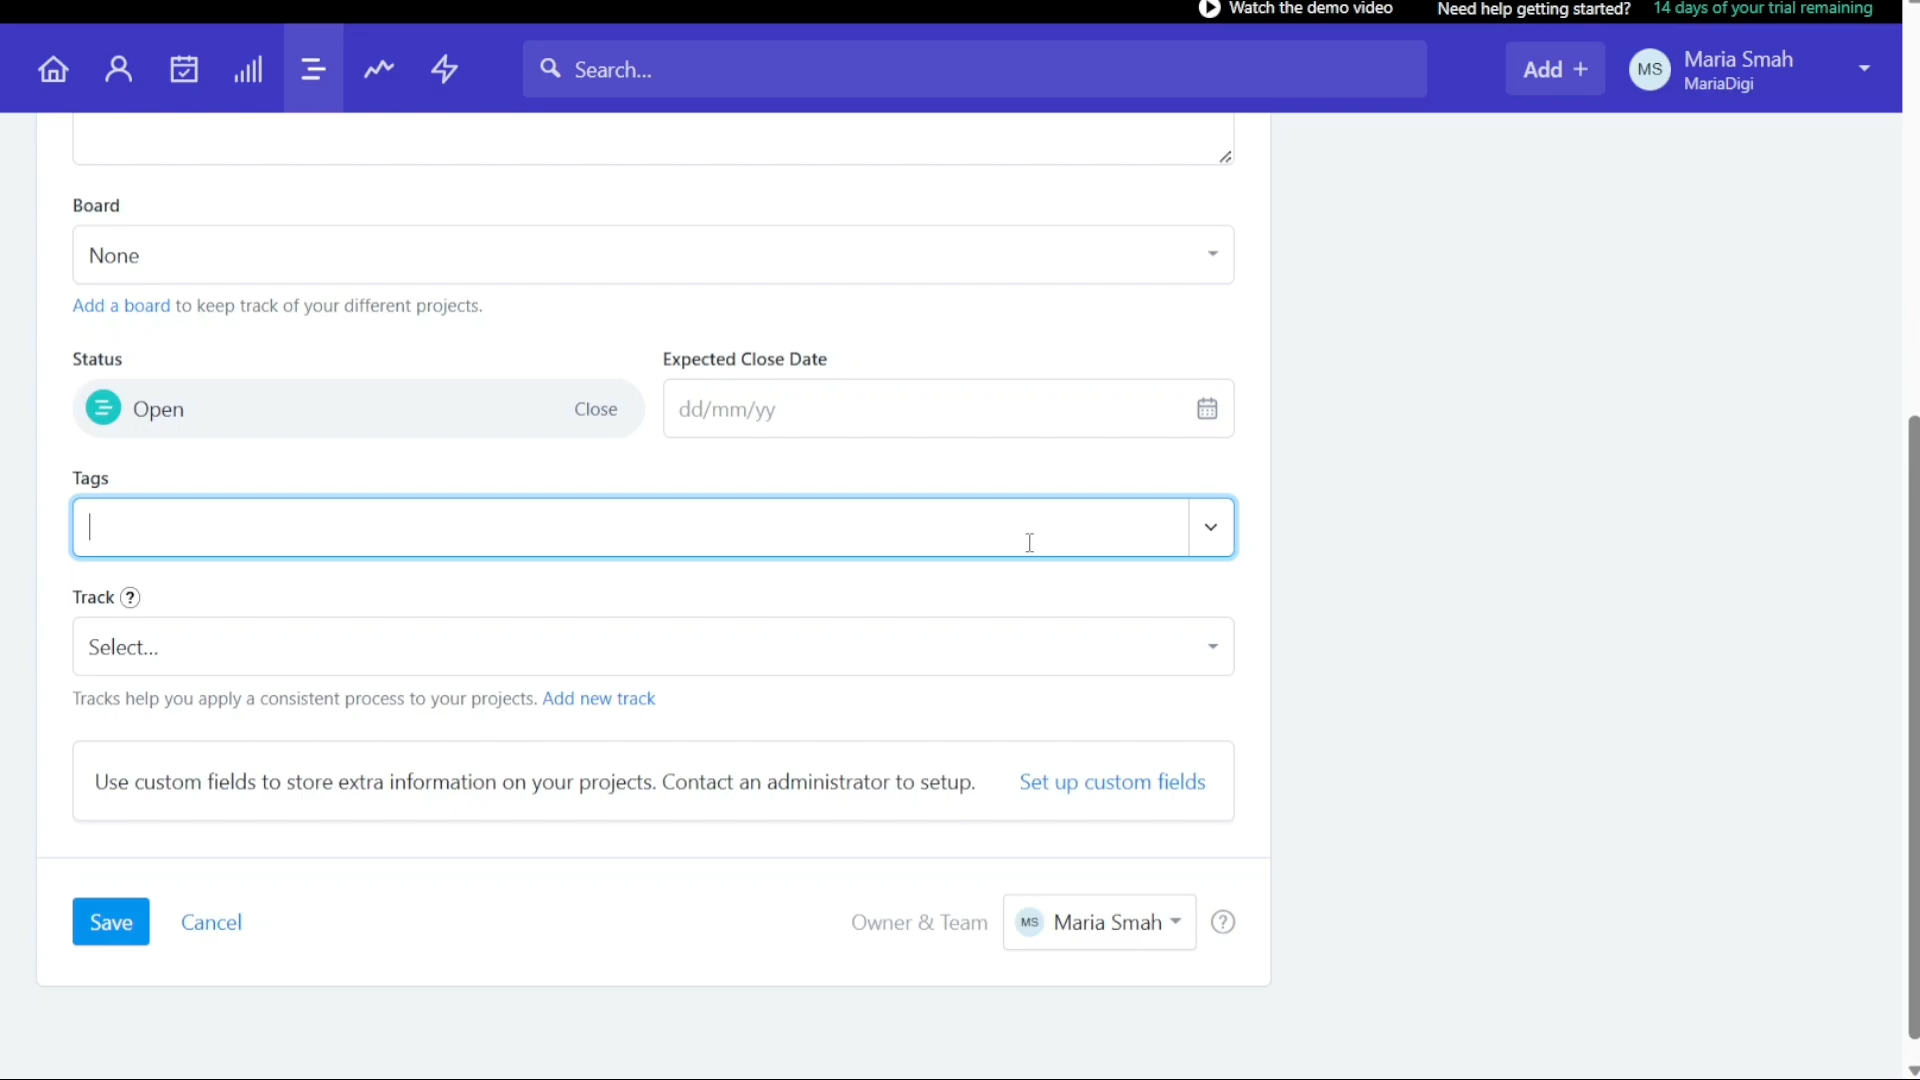 Watch the demo video Need help getting started? 14 days of your trial remaining
Search...
Add +
MS
Maria Smah
MariaDigi
Board
None
Add a board to keep track of your different projects.
Status
Expected Close Date
Open
Close
dd/mm/yy
Tags
Track ?
Select...
Tracks help you apply a consistent process to your projects. Add new track
Use custom fields to store extra information on your projects. Contact an administrator to setup. Set up custom fields
Save
Cancel
Owner & Team
MS Maria Smah
?